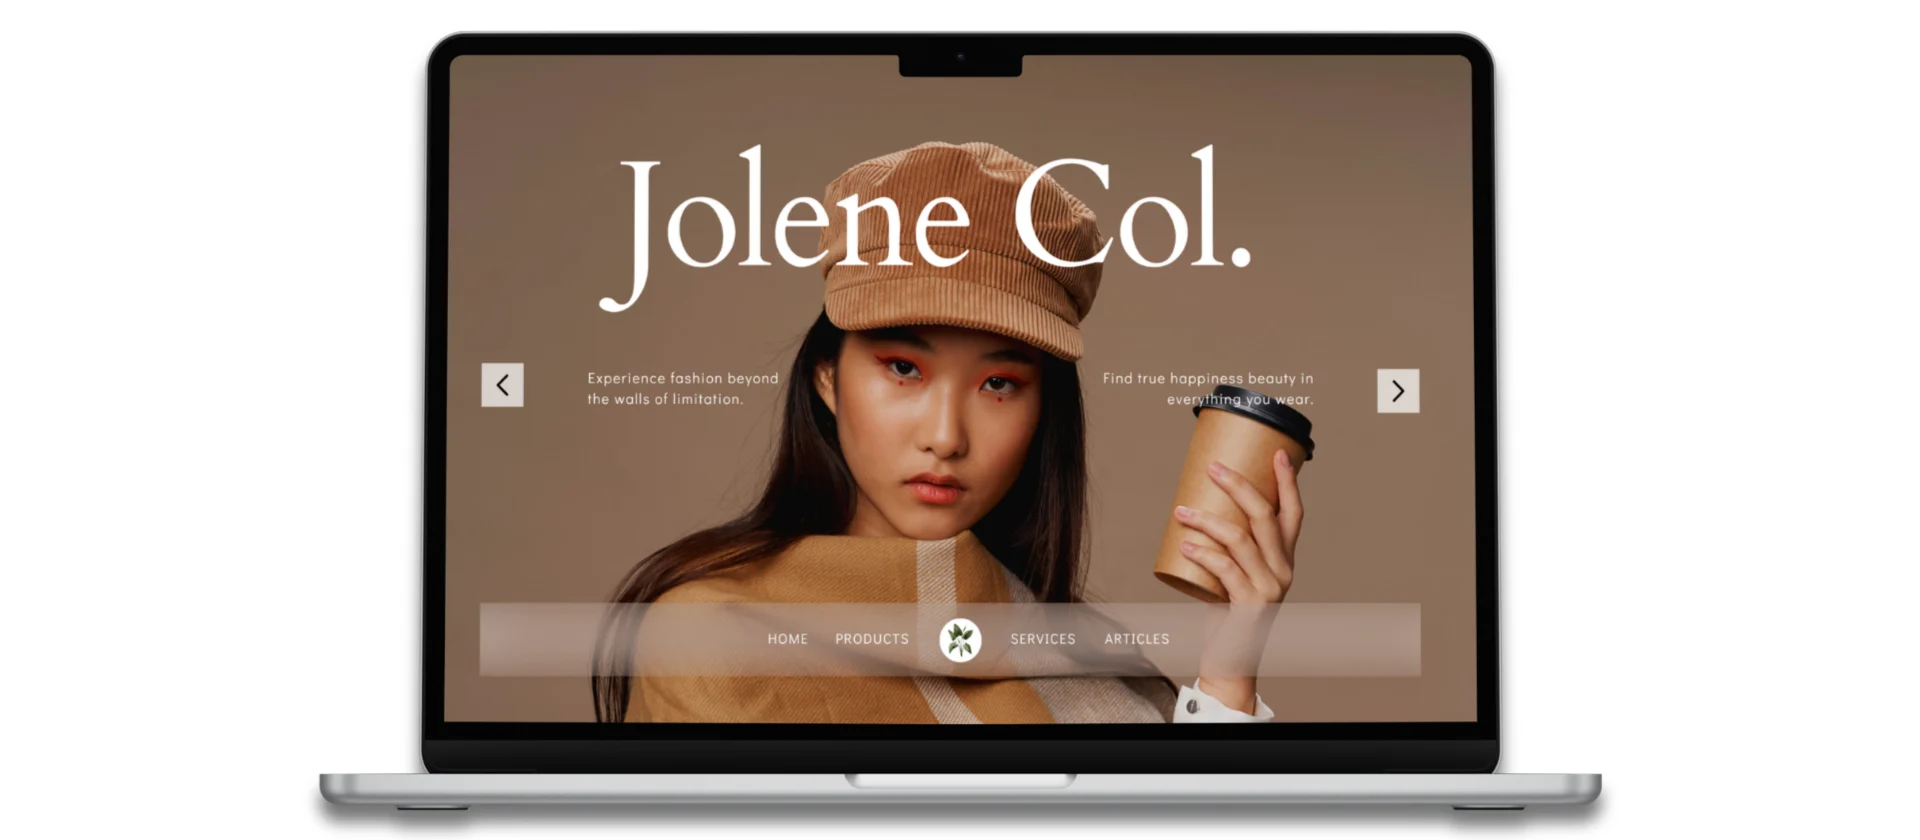 Jolene Col.
Experience fashion beyond
the walls of limitation.
Find true happiness beauty in
everything you wear.
HOME PRODUCTS SERVICES ARTICLES